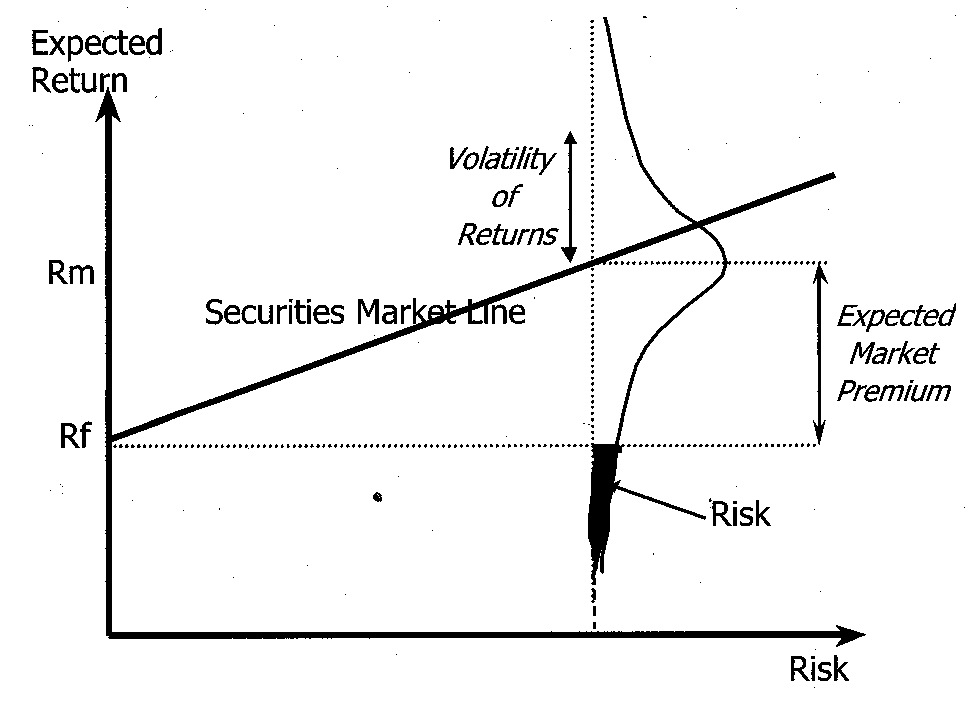 Expected
Return
Volatility
of
Returns
Rm
Securities Market Line
Expected
Market
Premium
Rf
Risk
Risk